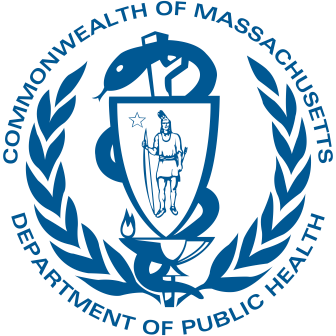 COMMONWEALTH OF MASSACHUSETTS
DEPARTMENT OF PUBLIC HEALTH